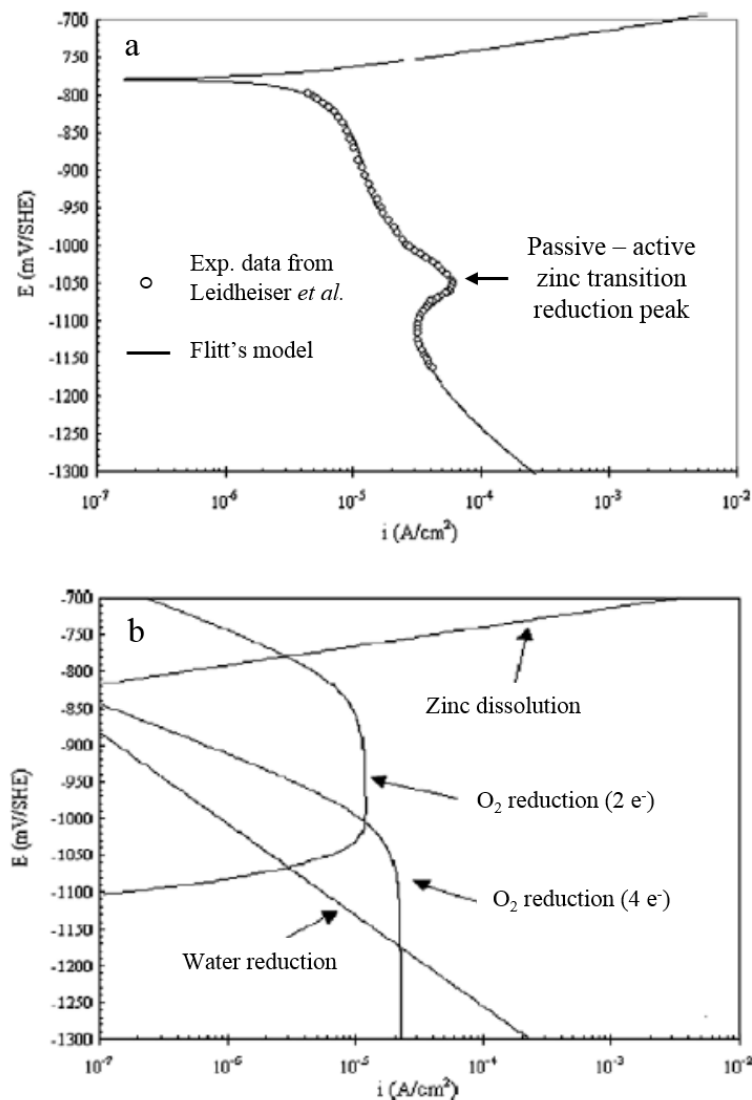 a
-700
-750
-800
-850
-900
-950
-1000
-1050
-1100
-1150
-1200
-1250
-1300
E (mV/SHE)
Exp. data from
Leidheiser et al.
Flitt's model
Passive – active
zinc transition
reduction peak
10⁻⁷ 10⁻⁶ 10⁻⁵ 10⁻⁴ 10⁻³ 10⁻²
i (A/cm²)
b
-700
-750
-800
-850
-900
-950
-1000
-1050
-1100
-1150
-1200
-1250
-1300
E (mV/SHE)
Zinc dissolution
O₂ reduction (2 e⁻)
O₂ reduction (4 e⁻)
Water reduction
10⁻⁷ 10⁻⁶ 10⁻⁵ 10⁻⁴ 10⁻³ 10⁻²
i (A/cm²)